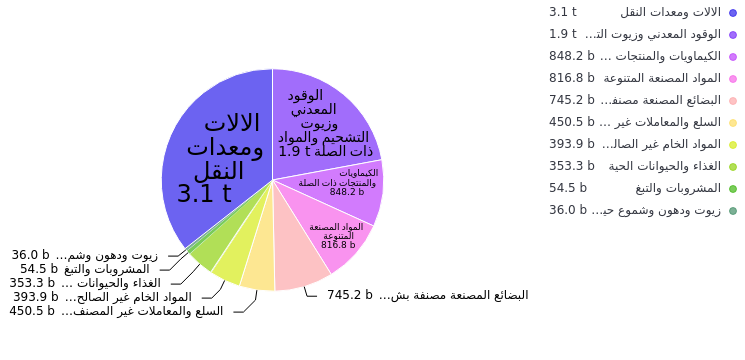 الالات ومعدات النقل 3.1 t
الوقود المعدني وزيوت الت... 1.9 t
الكيماويات والمنتجات ... 848.2 b
المواد المصنعة المتنوعة 816.8 b
البضائع المصنعة مصنف... 745.2 b
السلع والمعاملات غير ... 450.5 b
المواد الخام غير الصال... 393.9 b
الغذاء والحيوانات الحية 353.3 b
المشروبات والتبغ 54.5 b
زيوت ودهون وشموع حي... 36.0 b
الوقود
المعدني
وزيوت
التشحيم والمواد
ذات الصلة 1.9 t
الالات
ومعدات
النقل
3.1 t
الكيماويات
والمنتجات ذات الصلة
848.2 b
المواد المصنعة
المتنوعة
816.8 b
زيوت ودهون وشم... 36.0 b
المشروبات والتبغ 54.5 b
الغذاء والحيوانات ... 353.3 b
المواد الخام غير الصالح... 393.9 b
السلع والمعاملات غير المصنف... 450.5 b
البضائع المصنعة مصنفة بش... 745.2 b